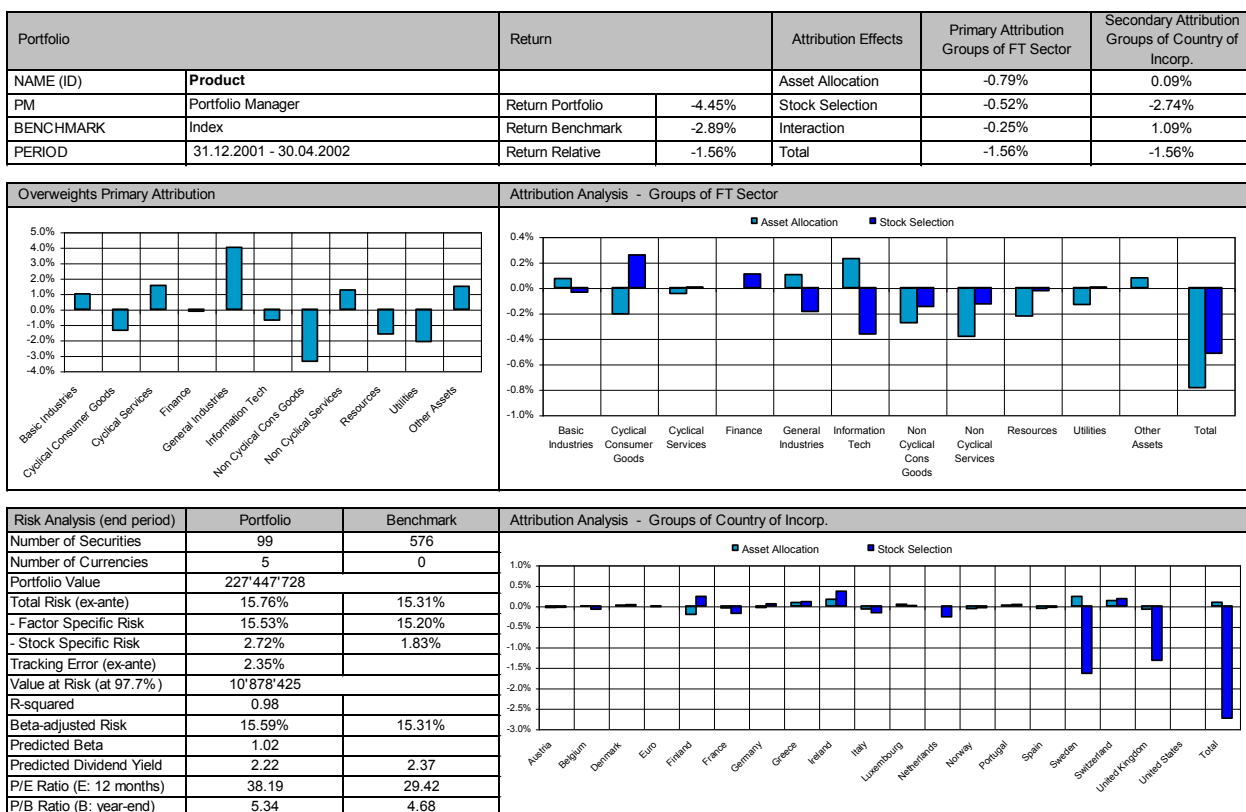 Portfolio
Return
Attribution Effects
Primary Attribution
Groups of FT Sector
Secondary Attribution
Groups of Country of
Incorp.
NAME (ID) Product Asset Allocation -0.79% 0.09%
PM Portfolio Manager Return Portfolio -4.45% Stock Selection -0.52% -2.74%
BENCHMARK Index Return Benchmark -2.89% Interaction -0.25% 1.09%
PERIOD 31.12.2001 - 30.04.2002 Return Relative -1.56% Total -1.56% -1.56%
Overweights Primary Attribution
5.0%
4.0%
3.0%
2.0%
1.0%
0.0%
-1.0%
-2.0%
-3.0%
-4.0%
Basic Industries
Cyclical Consumer Goods
Cyclical Services
Finance
General Industries
Information Tech
Non Cyclical Cons Goods
Non Cyclical Services
Resources
Utilities
Other Assets
Attribution Analysis - Groups of FT Sector
Asset Allocation Stock Selection
0.4%
0.2%
0.0%
-0.2%
-0.4%
-0.6%
-0.8%
-1.0%
Basic
Industries
Cyclical
Consumer
Goods
Cyclical
Services
Finance
General
Industries
Information
Tech
Non
Cyclical
Cons
Goods
Non
Cyclical
Services
Resources
Utilities
Other
Assets
Total
Risk Analysis (end period) Portfolio Benchmark
Number of Securities 99 576
Number of Currencies 5 0
Portfolio Value 227'447'728
Total Risk (ex-ante) 15.76% 15.31%
- Factor Specific Risk 15.53% 15.20%
- Stock Specific Risk 2.72% 1.83%
Tracking Error (ex-ante) 2.35%
Value at Risk (at 97.7%) 10'878'425
R-squared 0.98
Beta-adjusted Risk 15.59% 15.31%
Predicted Beta 1.02
Predicted Dividend Yield 2.22 2.37
P/E Ratio (E: 12 months) 38.19 29.42
P/B Ratio (B: year-end) 5.34 4.68
Attribution Analysis - Groups of Country of Incorp.
Asset Allocation Stock Selection
1.0%
0.5%
0.0%
-0.5%
-1.0%
-1.5%
-2.0%
-2.5%
-3.0%
Austria
Belgium
Denmark
Euro
Finland
France
Germany
Greece
Ireland
Italy
Luxembourg
Netherlands
Norway
Portugal
Spain
Sweden
Switzerland
United Kingdom
United States
Total